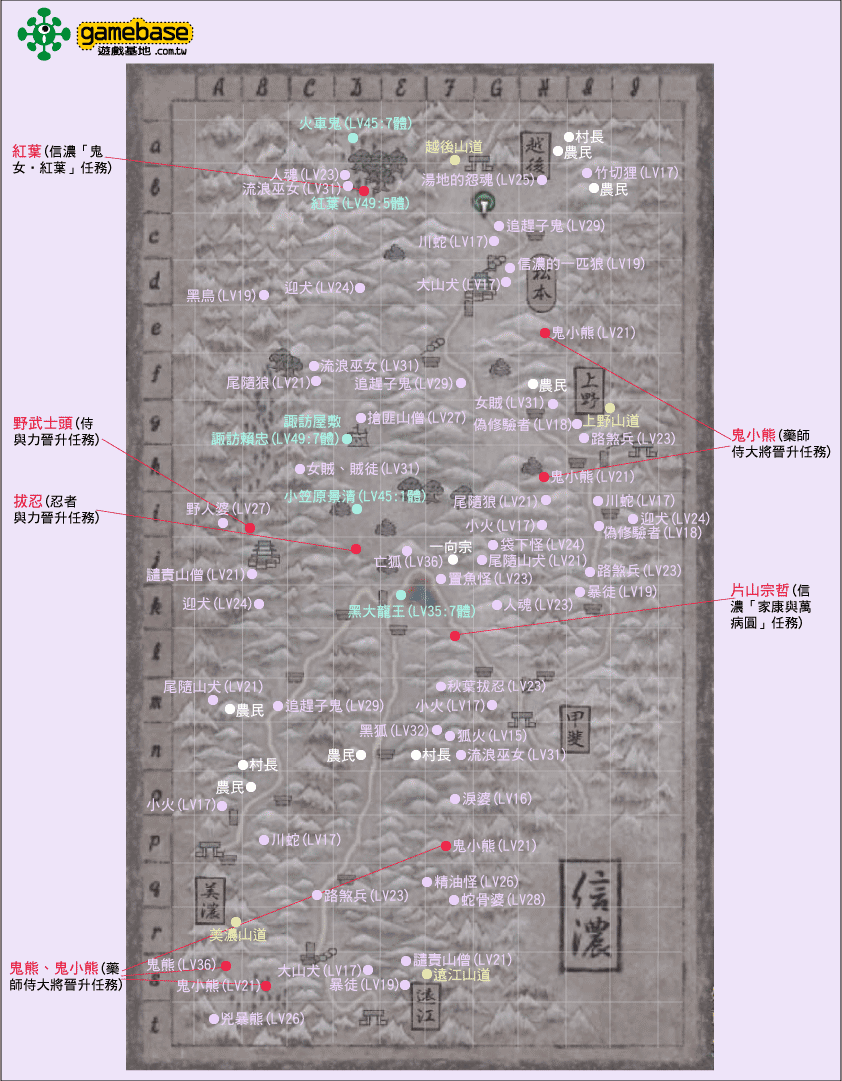 gamebase
遊戲基地.com.tw
A B C D E F G H 8 9
a
火車鬼(LV45:7體)
村長
越後山道
越後
農民
紅葉(信濃「鬼
女・紅葉」任務)
人魂(LV23)
湯地的怨魂(LV25)
竹切狸(LV17)
b
流浪巫女(LV31)
農民
紅葉(LV49:5體)
追趕子鬼(LV29)
c
川蛇(LV17)
信濃的一匹狼(LV19)
d
迎犬(LV24)
大山犬(LV17)
松本
黑鳥(LV19)
e
鬼小熊(LV21)
流浪巫女(LV31)
f
尾隨狼(LV21)
追趕子鬼(LV29)
農民
上野
女賊(LV31)
諏訪屋敷
搶匪山僧(LV27)
上野山道
g
偽修驗者(LV18)
野武士頭(侍
與力晉升任務)
諏訪賴忠(LV49:7體)
路煞兵(LV23)
鬼小熊(藥師
侍大將晉升任務)
h
女賊、賊徒(LV31)
鬼小熊(LV21)
小笠原景清(LV45:1體)
尾隨狼(LV21)
川蛇(LV17)
拔忍(忍者
與力晉升任務)
野人婆(LV27)
i
小火(LV17)
迎犬(LV24)
偽修驗者(LV18)
一向宗
袋下怪(LV24)
j
亡狐(LV36)
尾隨山犬(LV21)
譴責山僧(LV21)
冒魚怪(LV23)
路煞兵(LV23)
暴徒(LV19)
片山宗哲(信
濃「家康與萬
病圓」任務)
k
迎犬(LV24)
黑大龍王(LV35:7體)
人魂(LV23)
l
尾隨山犬(LV21)
秋葉拔忍(LV23)
m
農民
追趕子鬼(LV29)
小火(LV17)
甲斐
黑狐(LV32)
狐火(LV15)
n
農民
村長
流浪巫女(LV31)
村長
農民
o
小火(LV17)
淚婆(LV16)
p
川蛇(LV17)
鬼小熊(LV21)
q
美濃
路煞兵(LV23)
精油怪(LV26)
蛇骨婆(LV28)
信濃
r
美濃山道
鬼熊、鬼小熊(藥
師侍大將晉升任務)
鬼熊(LV36)
譴責山僧(LV21)
s
大山犬(LV17)
遠江山道
鬼小熊(LV21)
暴徒(LV19)
遠江
t
兇暴熊(LV26)